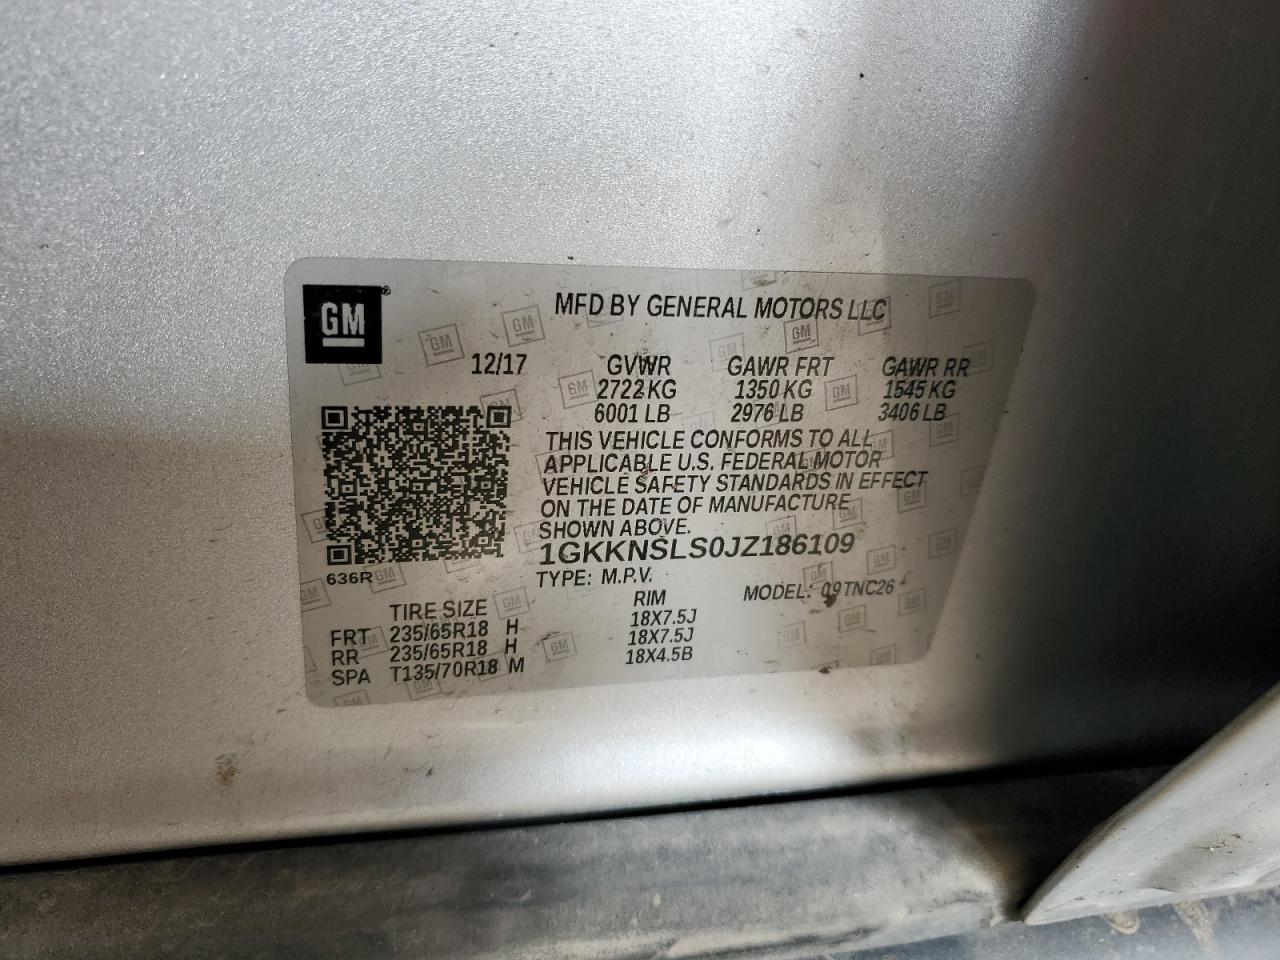 GM®
MFD BY GENERAL MOTORS LLC
12/17 GVWR GAWR FRT GAWR RR
2722 KG 1350 KG 1545 KG
6001 LB 2976 LB 3406 LB
THIS VEHICLE CONFORMS TO ALL
APPLICABLE U.S. FEDERAL MOTOR
VEHICLE SAFETY STANDARDS IN EFFECT
ON THE DATE OF MANUFACTURE
SHOWN ABOVE.
1GKKNSLS0JZ186109
636R TYPE: M.P.V. MODEL: 09TNC26
TIRE SIZE RIM
FRT 235/65R18 H 18X7.5J
RR 235/65R18 H 18X7.5J
SPA T135/70R18 M 18X4.5B